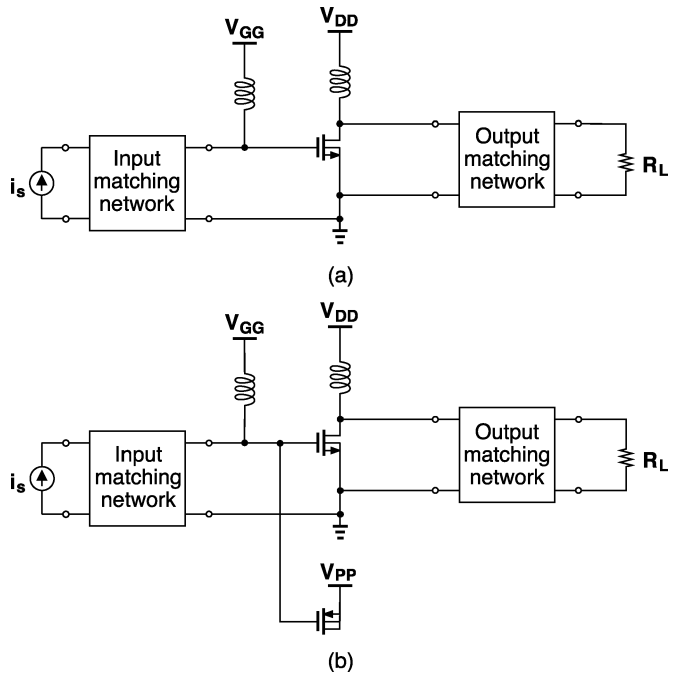 VGG
VDD
is
Input
matching
network
Output
matching
network
RL
(a)
VGG
VDD
is
Input
matching
network
Output
matching
network
RL
VPP
(b)